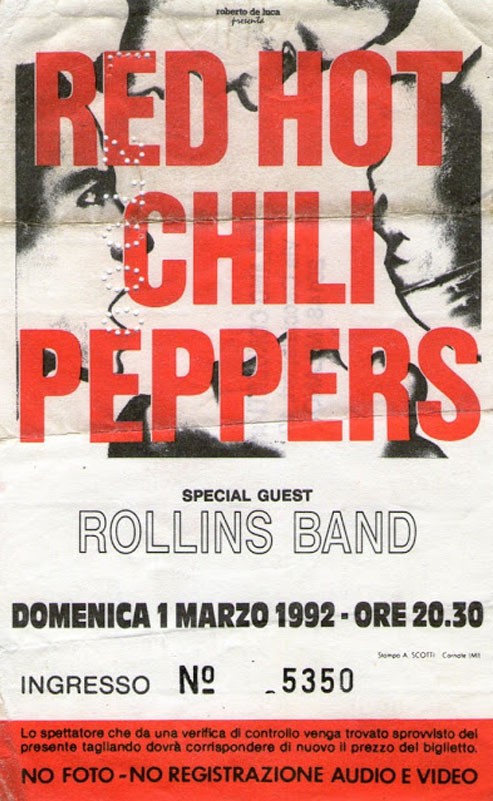 roberto de luca
presenta
RED HOT
CHILI
PEPPERS
SPECIAL GUEST
ROLLINS BAND
DOMENICA 1 MARZO 1992 - ORE 20.30
Stampa A. SCOTTI Cornate (MI)
INGRESSO Nº 5350
Lo spettatore che da una verifica di controllo venga trovato sprovvisto del
presente tagliando dovrà corrispondere di nuovo il prezzo del biglietto.
NO FOTO - NO REGISTRAZIONE AUDIO E VIDEO